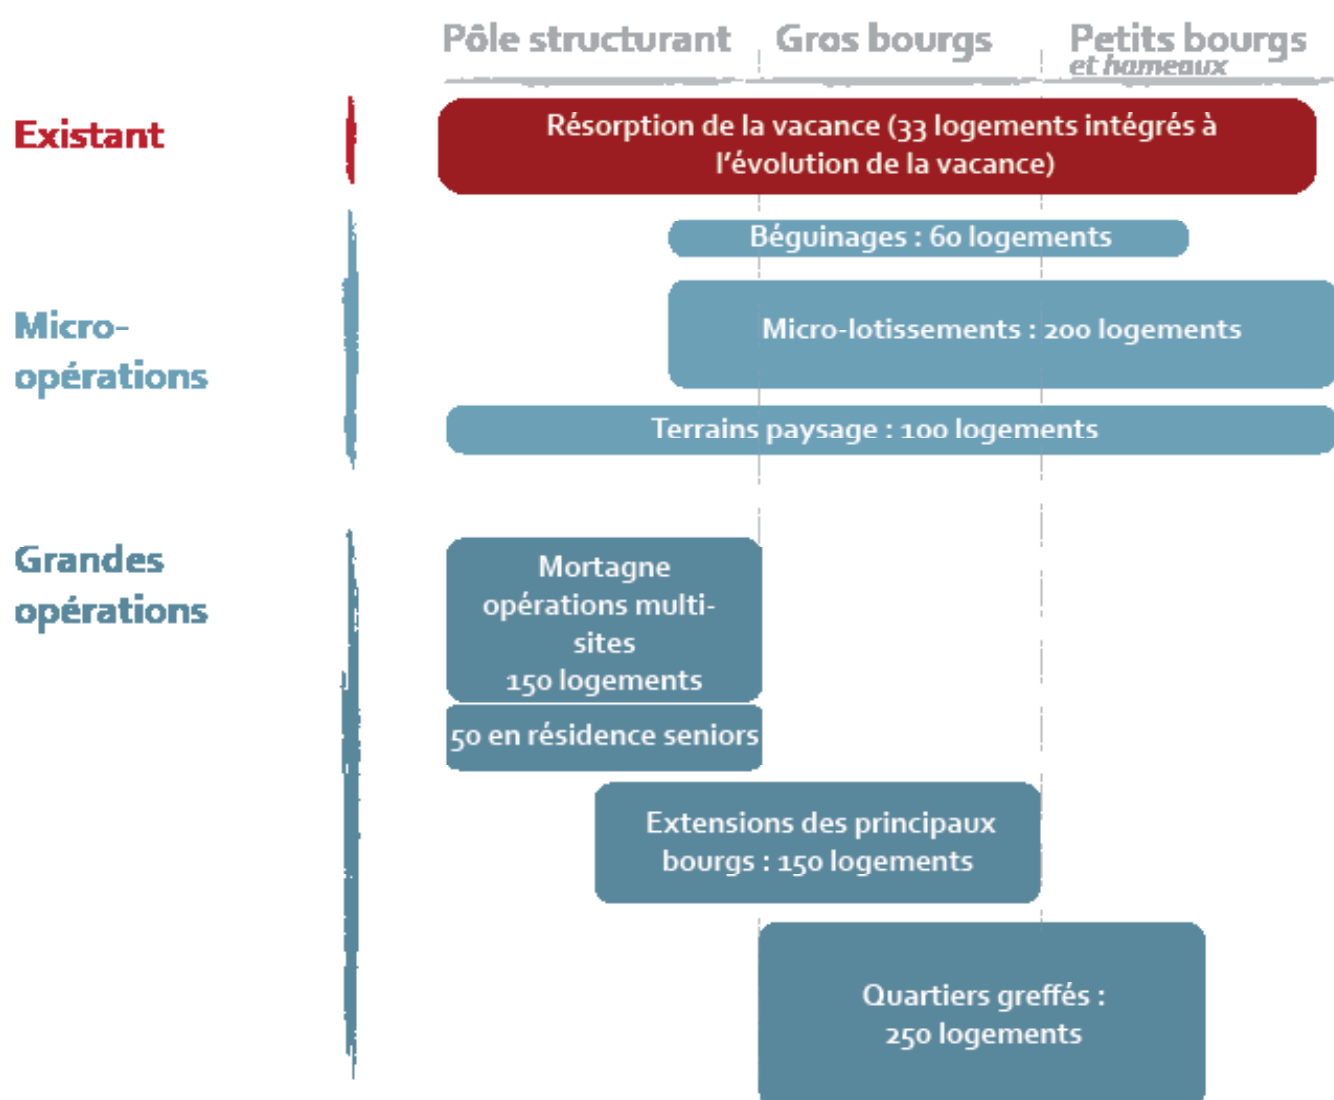 Pôle structurant
Gros bourgs
Petits bourgs
et hameaux
Existant
Résorption de la vacance (33 logements intégrés à
l'évolution de la vacance)
Micro-
opérations
Béguinages : 60 logements
Micro-lotissements : 200 logements
Terrains paysage : 100 logements
Grandes
opérations
Mortagne
opérations multi-
sites
150 logements
50 en résidence seniors
Extensions des principaux
bourgs : 150 logements
Quartiers greffés :
250 logements